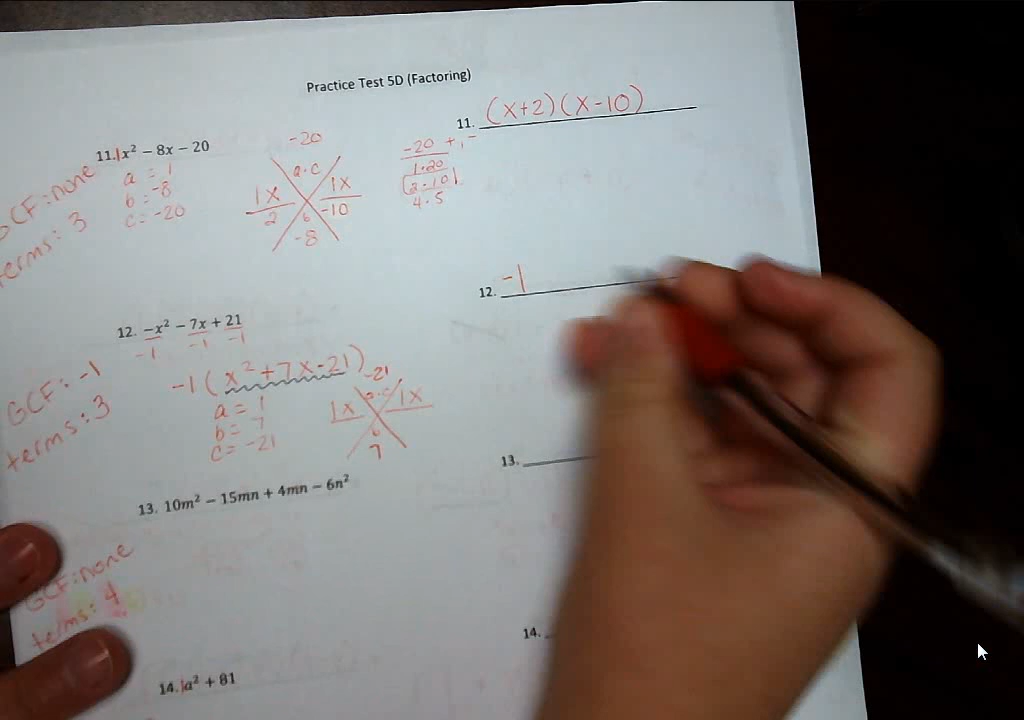 Practice Test 5D (Factoring)
11. 1x² − 8x − 20
GCF: none
terms: 3
a = 1
b = -8
c = -20
-20
a·c
1x 1x
2 -10
b
-8
-20 +, -
1·20
2·10
4·5
11. (x+2)(x-10)
12. −x² − 7x + 21
-1 -1 -1
GCF: -1
terms: 3
-1(x² + 7x - 21)
a = 1
b = 7
c = -21
-21
a·c
1x 1x
b
7
12. -1
13. 10m² − 15mn + 4mn − 6n²
GCF: none
terms: 4
13.
14. 1a² + 81
14.